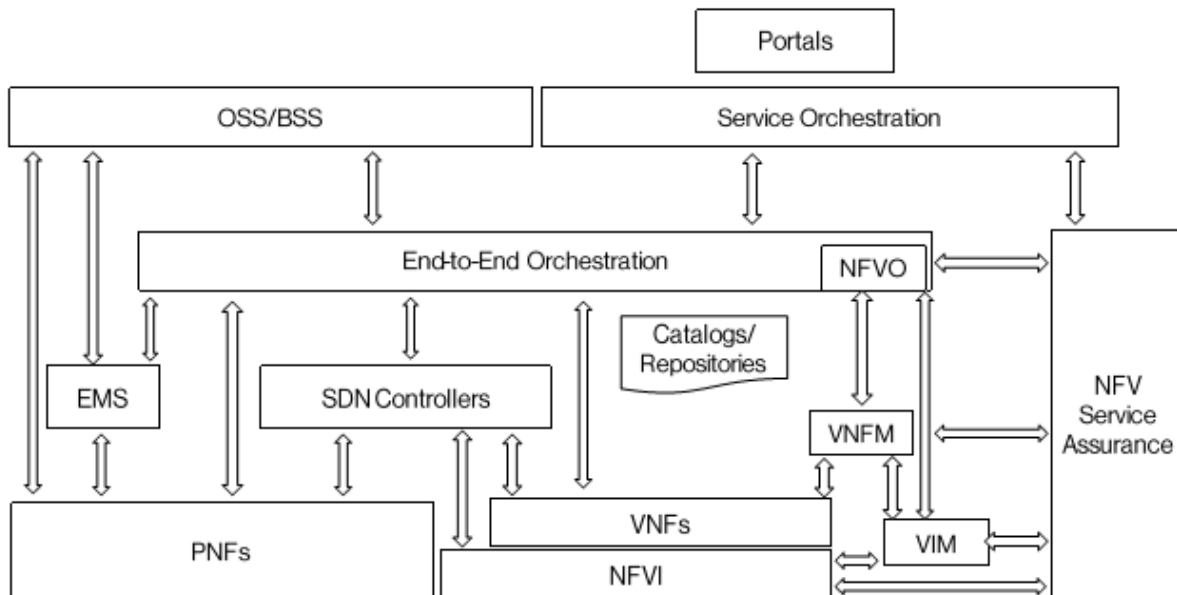 Portals
OSS/BSS
Service Orchestration
End-to-End Orchestration
NFVO
Catalogs/
Repositories
EMS
SDN Controllers
VNFM
NFV
Service
Assurance
VNFs
VIM
PNFs
NFVI